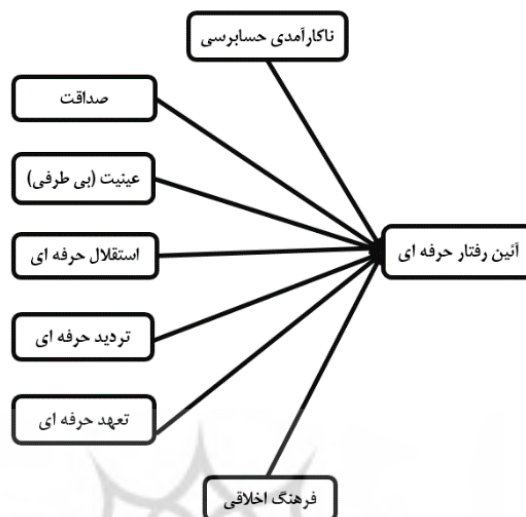 ناکارآمدی حسابرسی
صداقت
عینیت (بی طرفی)
استقلال حرفه ای
آئین رفتار حرفه ای
تردید حرفه ای
تعهد حرفه ای
فرهنگ اخلاقی